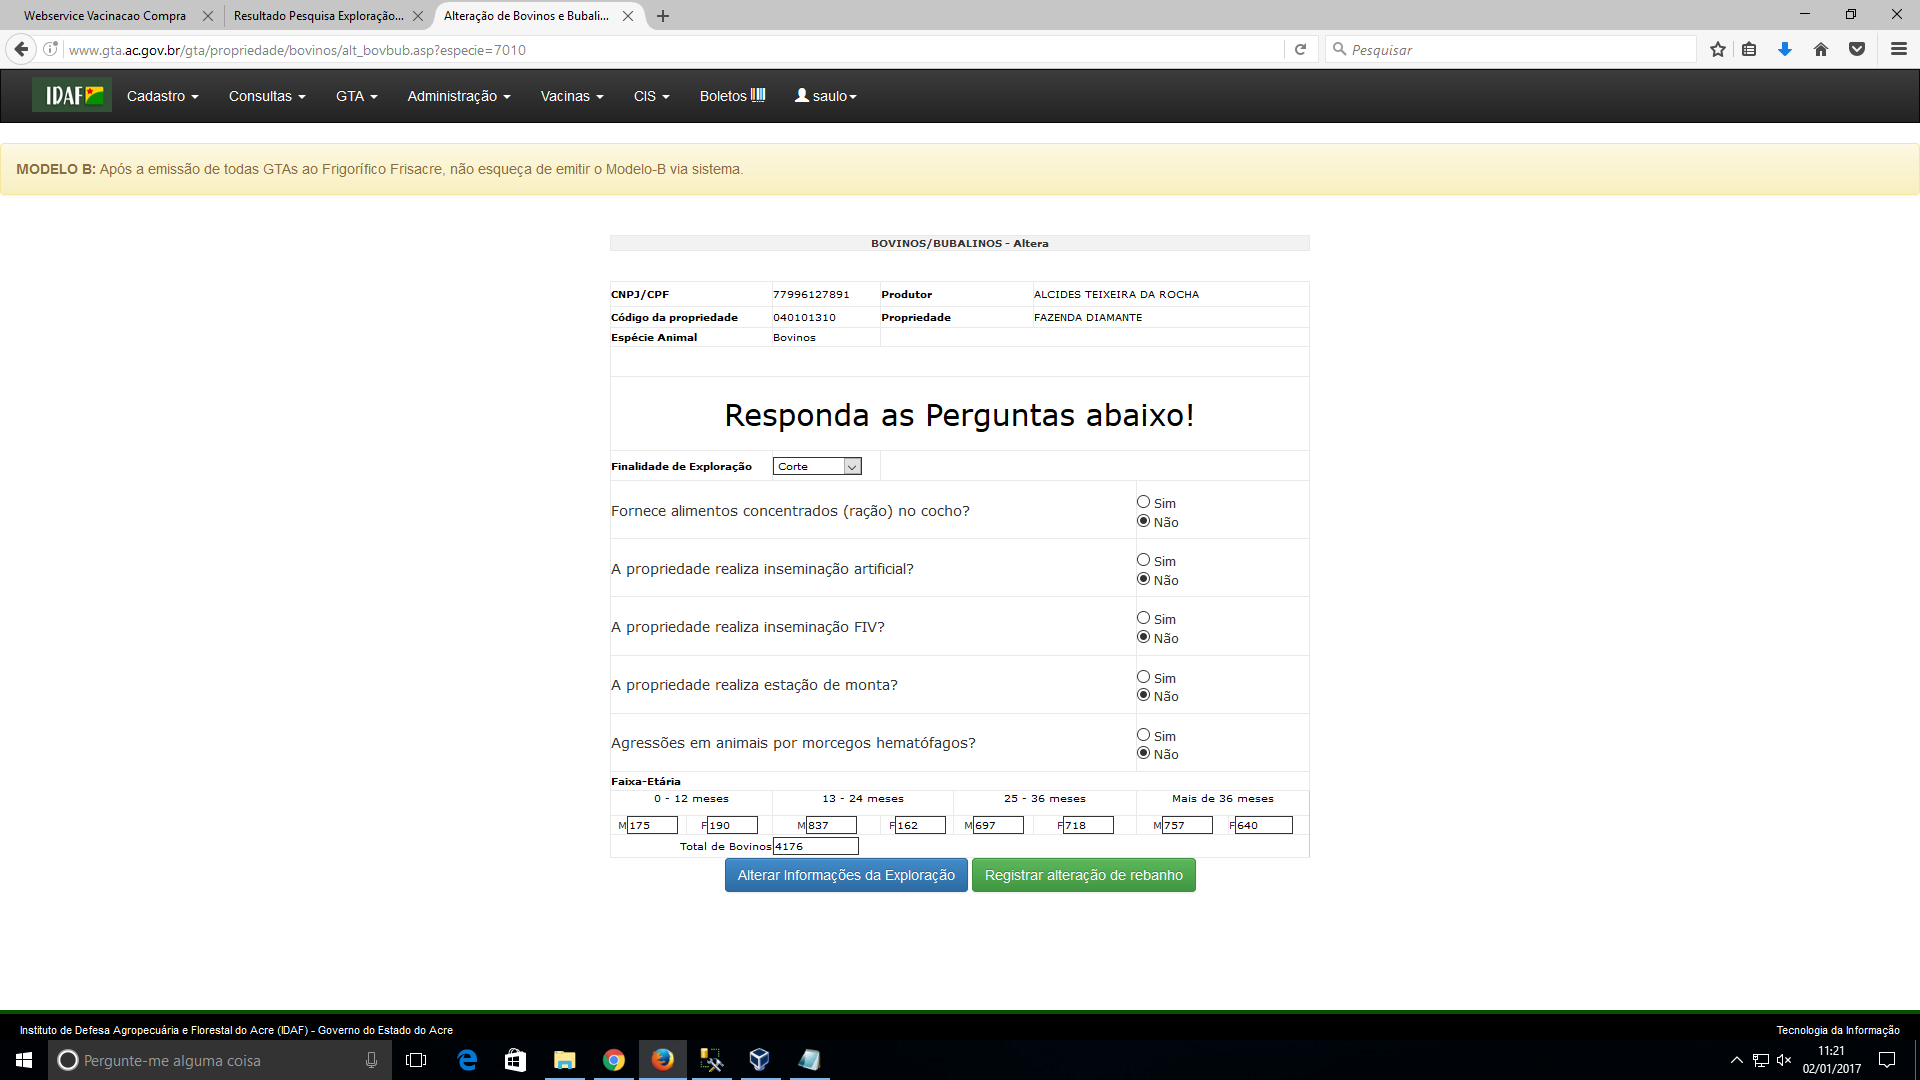 Webservice Vacinacao Compra
Resultado Pesquisa Exploração...
Alteração de Bovinos e Bubali...
www.gta.ac.gov.br/gta/propriedade/bovinos/alt_bovbub.asp?especie=7010
Pesquisar
IDAF Cadastro Consultas GTA Administração Vacinas CIS Boletos saulo
MODELO B: Após a emissão de todas GTAs ao Frigorífico Frisacre, não esqueça de emitir o Modelo-B via sistema.
BOVINOS/BUBALINOS - Altera
CNPJ/CPF 77996127891 Produtor ALCIDES TEIXEIRA DA ROCHA
Código da propriedade 040101310 Propriedade FAZENDA DIAMANTE
Espécie Animal Bovinos
Responda as Perguntas abaixo!
Finalidade de Exploração Corte
Fornece alimentos concentrados (ração) no cocho?
Sim
Não
A propriedade realiza inseminação artificial?
Sim
Não
A propriedade realiza inseminação FIV?
Sim
Não
A propriedade realiza estação de monta?
Sim
Não
Agressões em animais por morcegos hematófagos?
Sim
Não
Faixa-Etária
0 - 12 meses 13 - 24 meses 25 - 36 meses Mais de 36 meses
M 175 F 190 M 837 F 162 M 697 F 718 M 757 F 640
Total de Bovinos 4176
Alterar Informações da Exploração Registrar alteração de rebanho
Instituto de Defesa Agropecuária e Florestal do Acre (IDAF) - Governo do Estado do Acre
Tecnologia da Informação
Pergunte-me alguma coisa
11:21
02/01/2017